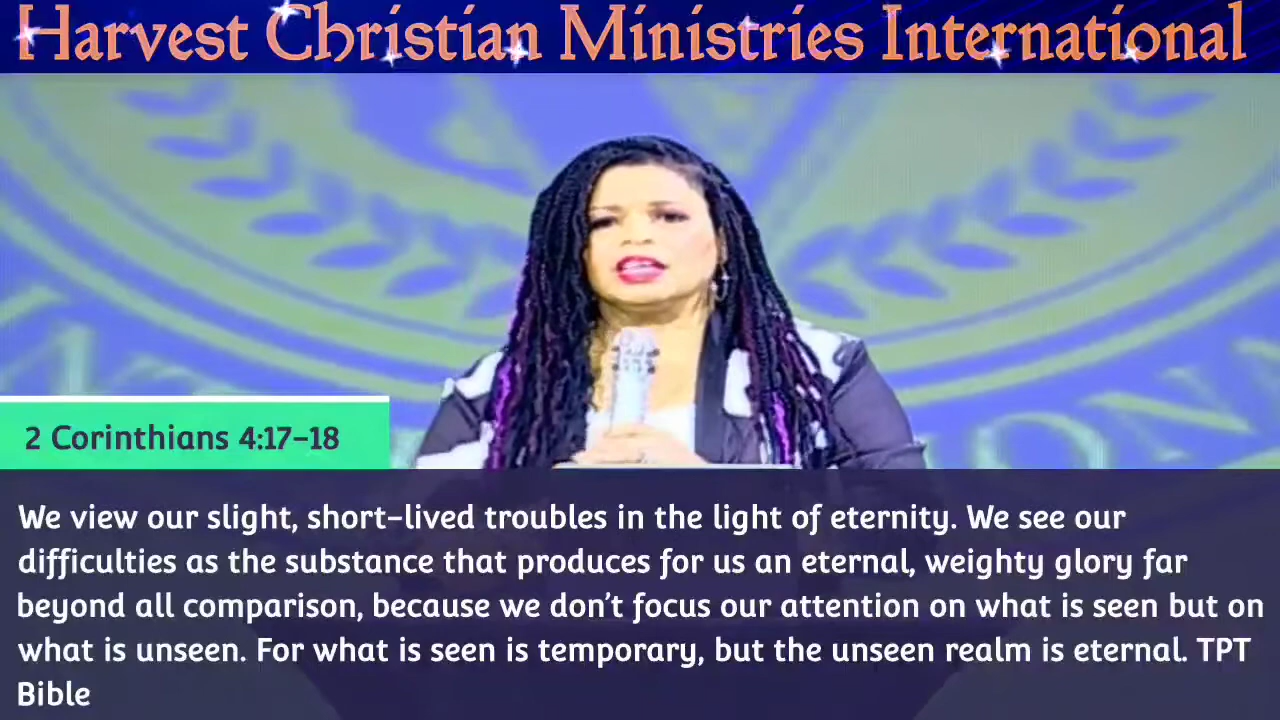 Harvest Christian Ministries International
2 Corinthians 4:17-18
We view our slight, short-lived troubles in the light of eternity. We see our
difficulties as the substance that produces for us an eternal, weighty glory far
beyond all comparison, because we don't focus our attention on what is seen but on
what is unseen. For what is seen is temporary, but the unseen realm is eternal. TPT
Bible